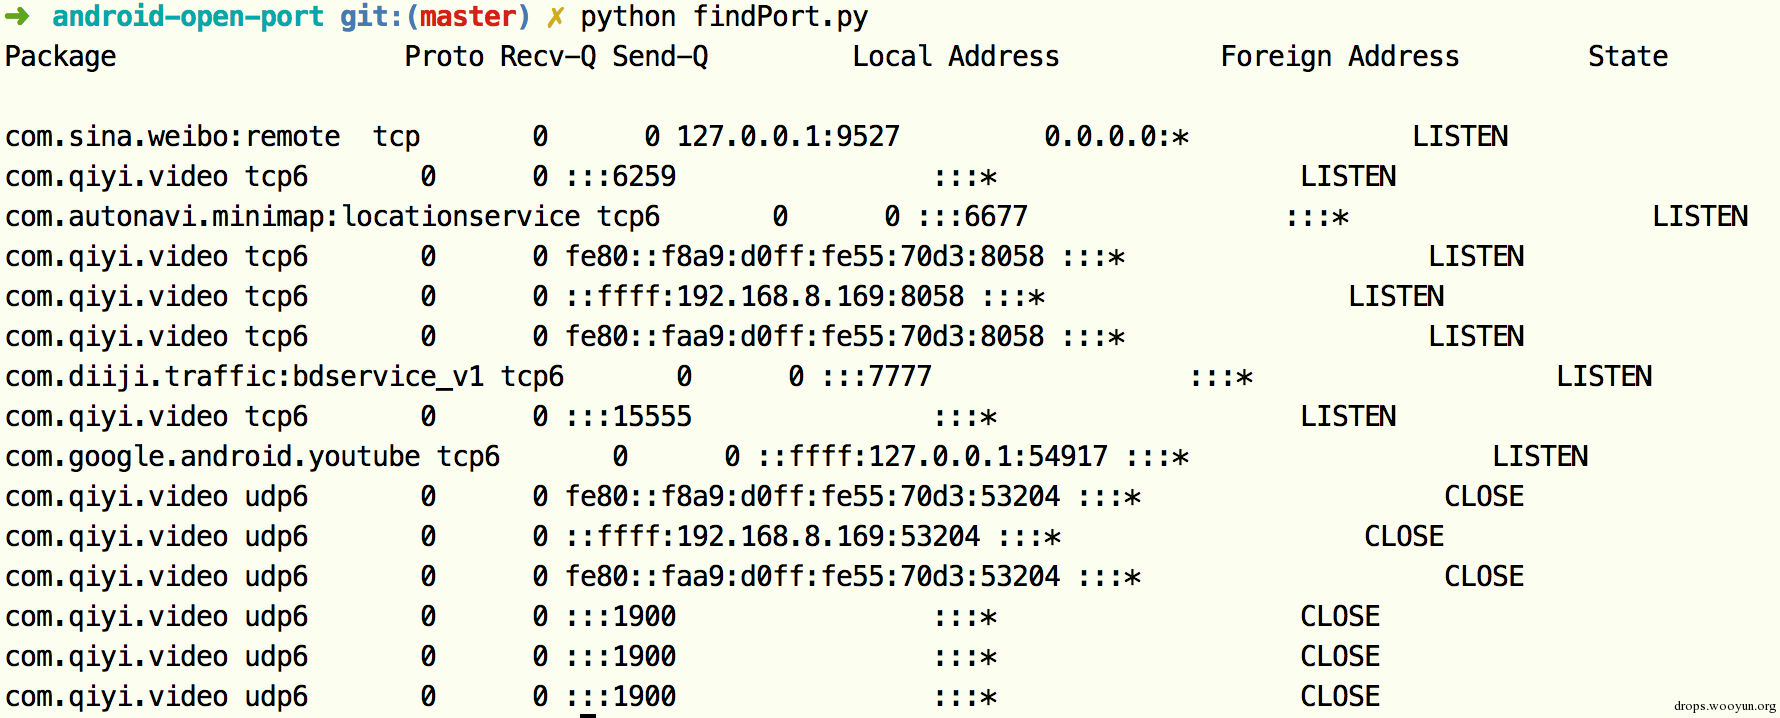 ➜  android-open-port git:(master) ✗ python findPort.py
Package                  Proto Recv-Q Send-Q         Local Address          Foreign Address        State
com.sina.weibo:remote  tcp       0      0 127.0.0.1:9527         0.0.0.0:*              LISTEN
com.qiyi.video tcp6       0      0 :::6259                :::*                   LISTEN
com.autonavi.minimap:locationservice tcp6       0      0 :::6677                :::*                   LISTEN
com.qiyi.video tcp6       0      0 fe80::f8a9:d0ff:fe55:70d3:8058 :::*                   LISTEN
com.qiyi.video tcp6       0      0 ::ffff:192.168.8.169:8058 :::*                   LISTEN
com.qiyi.video tcp6       0      0 fe80::faa9:d0ff:fe55:70d3:8058 :::*                   LISTEN
com.diiji.traffic:bdservice_v1 tcp6       0      0 :::7777                :::*                   LISTEN
com.qiyi.video tcp6       0      0 :::15555               :::*                   LISTEN
com.google.android.youtube tcp6       0      0 ::ffff:127.0.0.1:54917 :::*                   LISTEN
com.qiyi.video udp6       0      0 fe80::f8a9:d0ff:fe55:70d3:53204 :::*                   CLOSE
com.qiyi.video udp6       0      0 ::ffff:192.168.8.169:53204 :::*                   CLOSE
com.qiyi.video udp6       0      0 fe80::faa9:d0ff:fe55:70d3:53204 :::*                   CLOSE
com.qiyi.video udp6       0      0 :::1900                :::*                   CLOSE
com.qiyi.video udp6       0      0 :::1900                :::*                   CLOSE
com.qiyi.video udp6       0      0 :::1900                :::*                   CLOSE
drops.wooyun.org